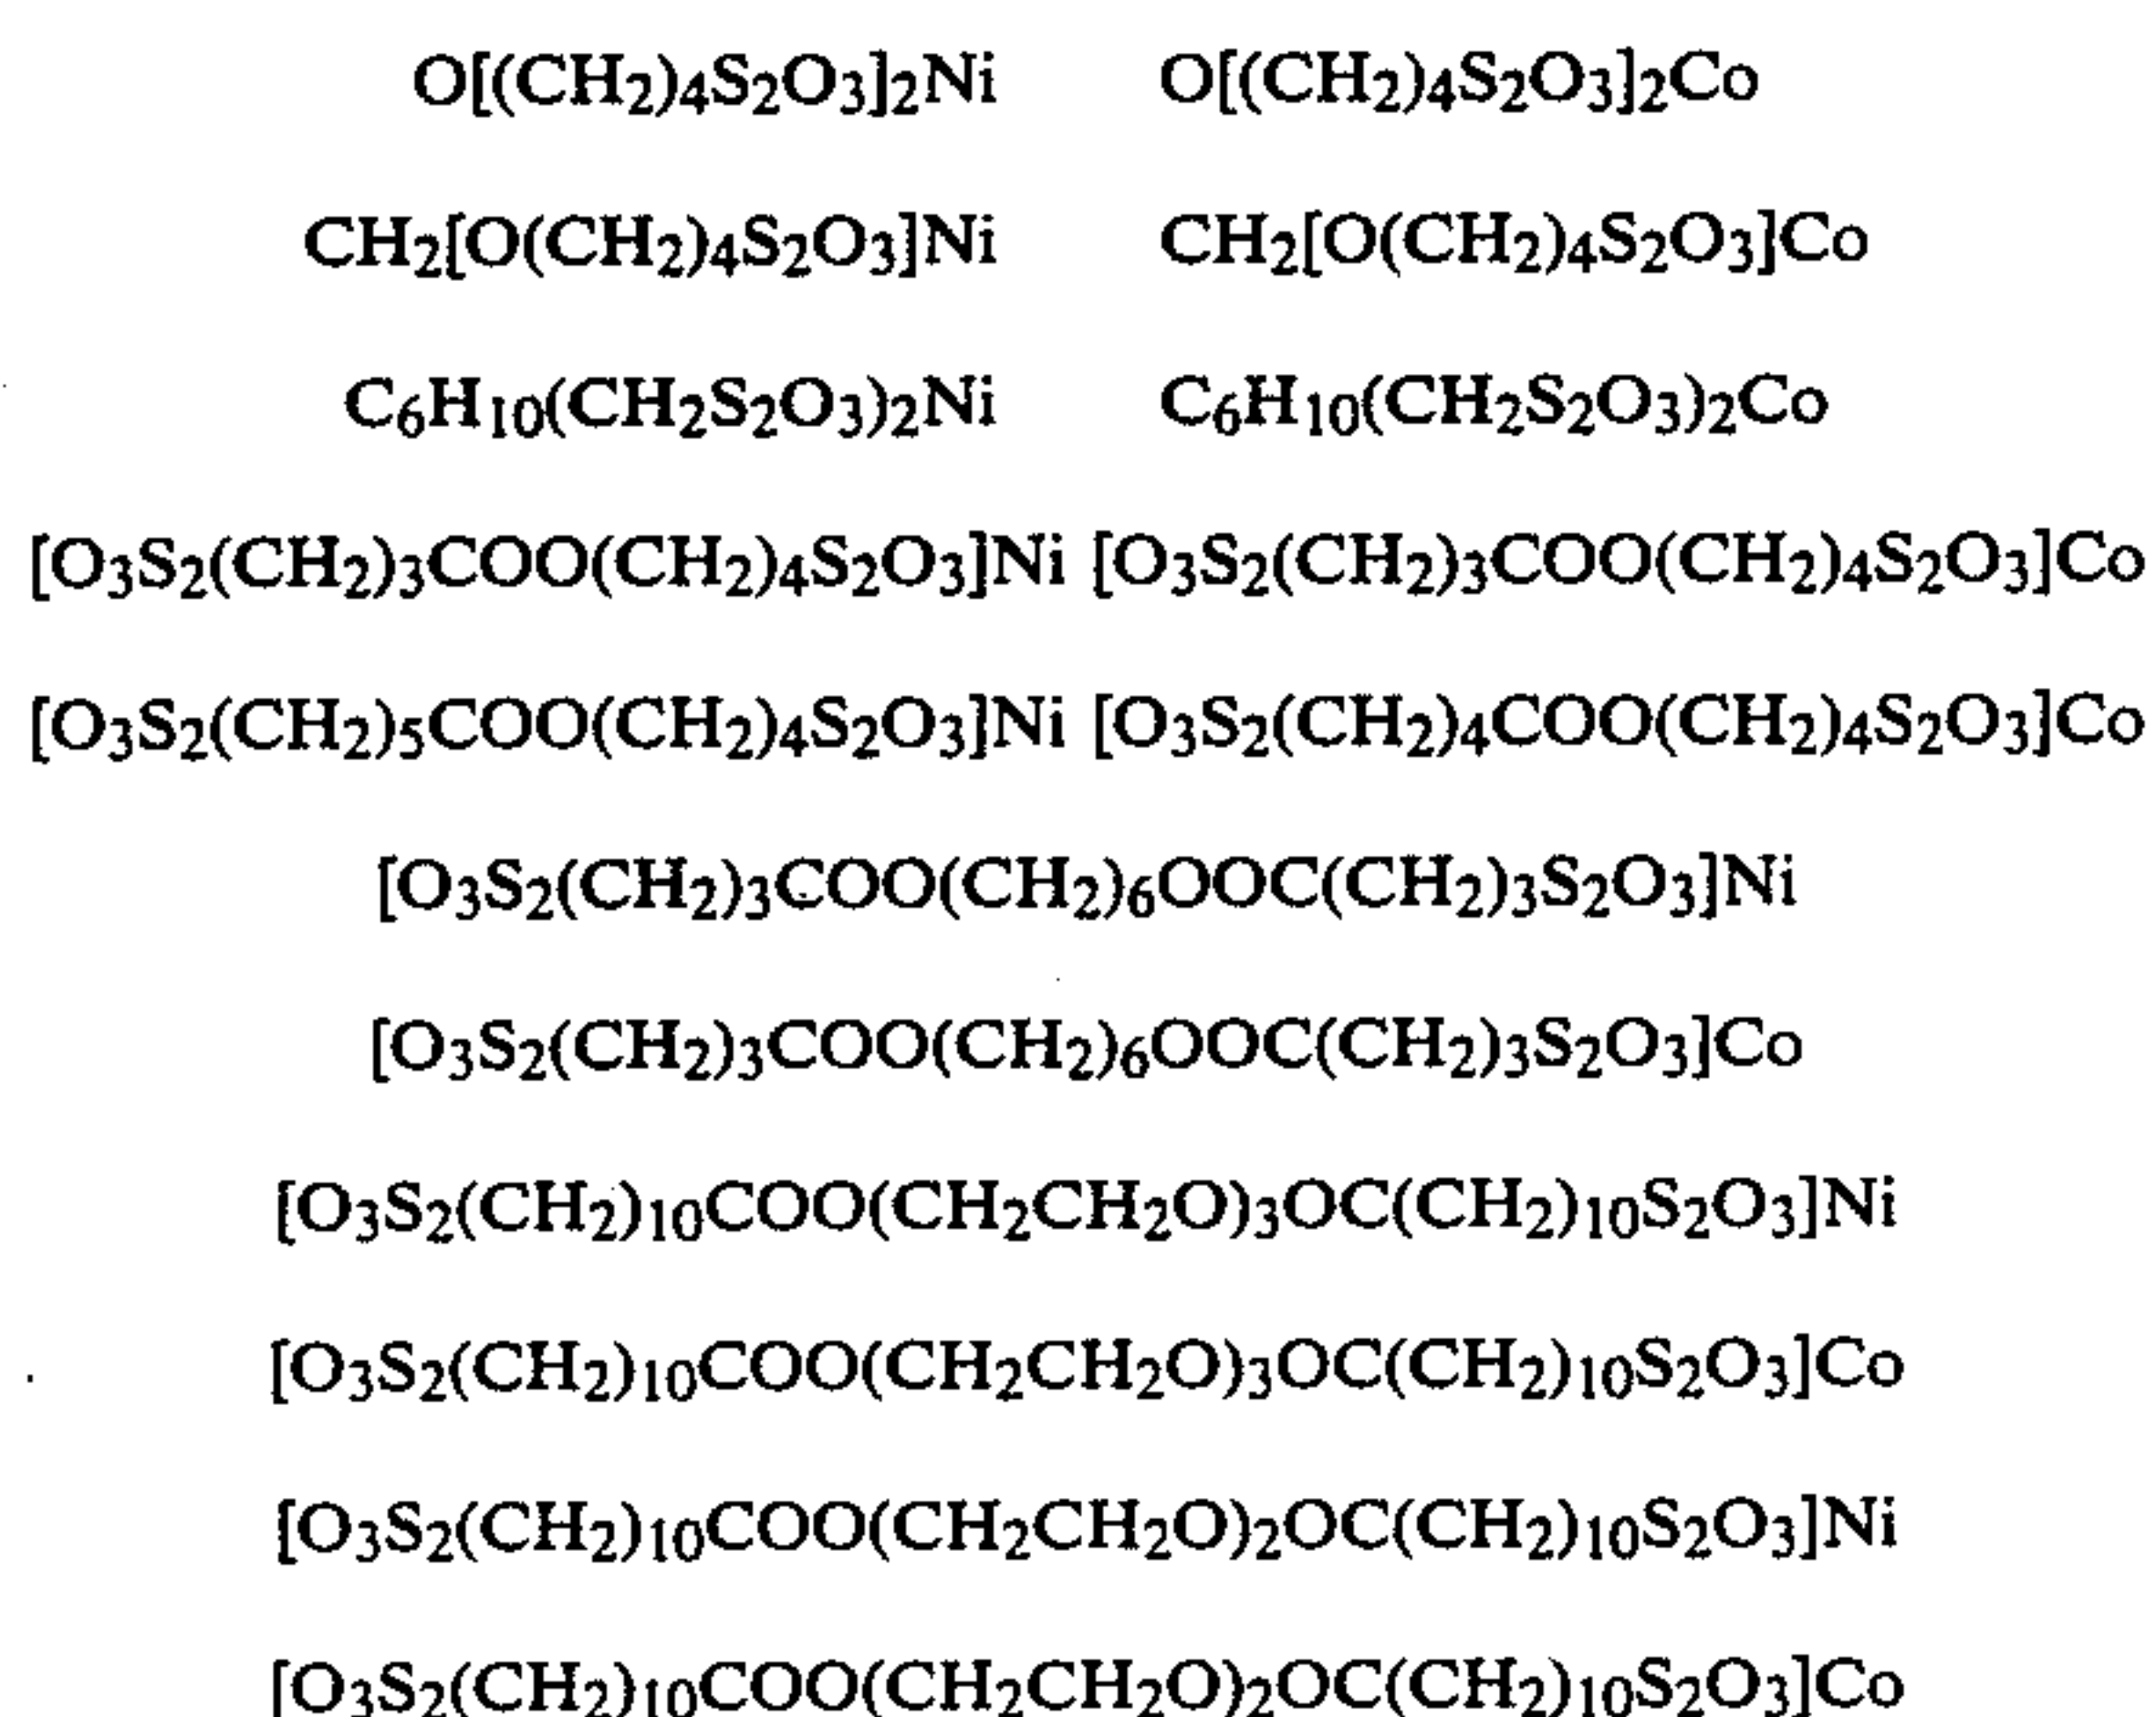 O[(CH₂)₄S₂O₃]₂Ni O[(CH₂)₄S₂O₃]₂Co
CH₂[O(CH₂)₄S₂O₃]Ni CH₂[O(CH₂)₄S₂O₃]Co
C₆H₁₀(CH₂S₂O₃)₂Ni C₆H₁₀(CH₂S₂O₃)₂Co
[O₃S₂(CH₂)₃COO(CH₂)₄S₂O₃]Ni [O₃S₂(CH₂)₃COO(CH₂)₄S₂O₃]Co
[O₃S₂(CH₂)₅COO(CH₂)₄S₂O₃]Ni [O₃S₂(CH₂)₄COO(CH₂)₄S₂O₃]Co
[O₃S₂(CH₂)₃COO(CH₂)₆OOC(CH₂)₃S₂O₃]Ni
[O₃S₂(CH₂)₃COO(CH₂)₆OOC(CH₂)₃S₂O₃]Co
[O₃S₂(CH₂)₁₀COO(CH₂CH₂O)₃OC(CH₂)₁₀S₂O₃]Ni
[O₃S₂(CH₂)₁₀COO(CH₂CH₂O)₃OC(CH₂)₁₀S₂O₃]Co
[O₃S₂(CH₂)₁₀COO(CH₂CH₂O)₂OC(CH₂)₁₀S₂O₃]Ni
[O₃S₂(CH₂)₁₀COO(CH₂CH₂O)₂OC(CH₂)₁₀S₂O₃]Co